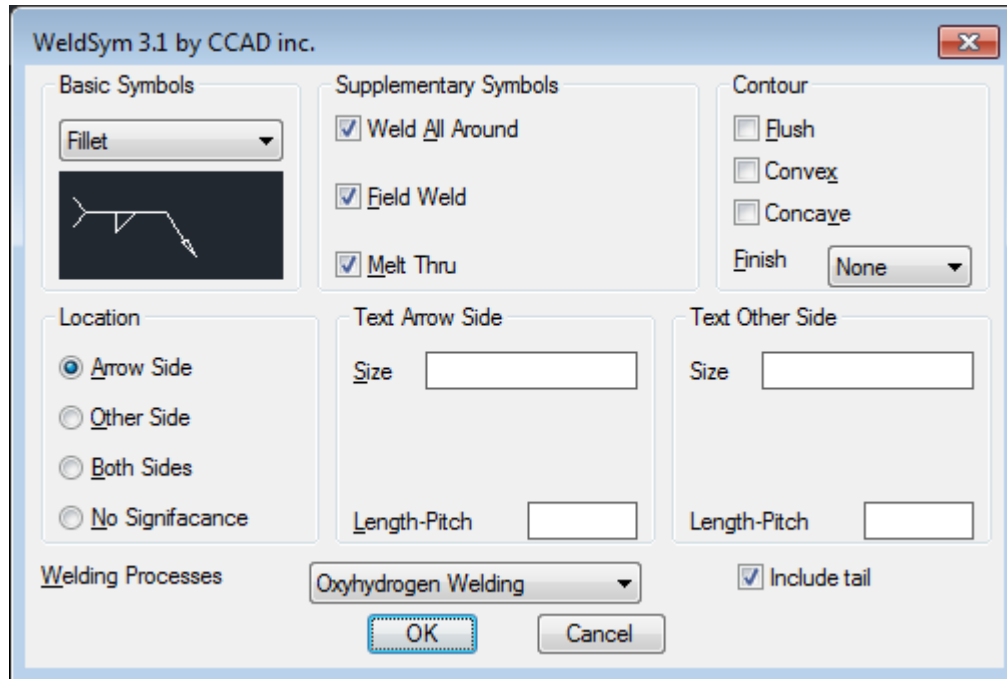 WeldSym 3.1 by CCAD inc.
Basic Symbols
Fillet
Supplementary Symbols
Weld All Around
Field Weld
Melt Thru
Contour
Flush
Convex
Concave
Finish None
Location
Arrow Side
Other Side
Both Sides
No Signifacance
Text Arrow Side
Size
Length-Pitch
Text Other Side
Size
Length-Pitch
Welding Processes Oxyhydrogen Welding Include tail
OK Cancel